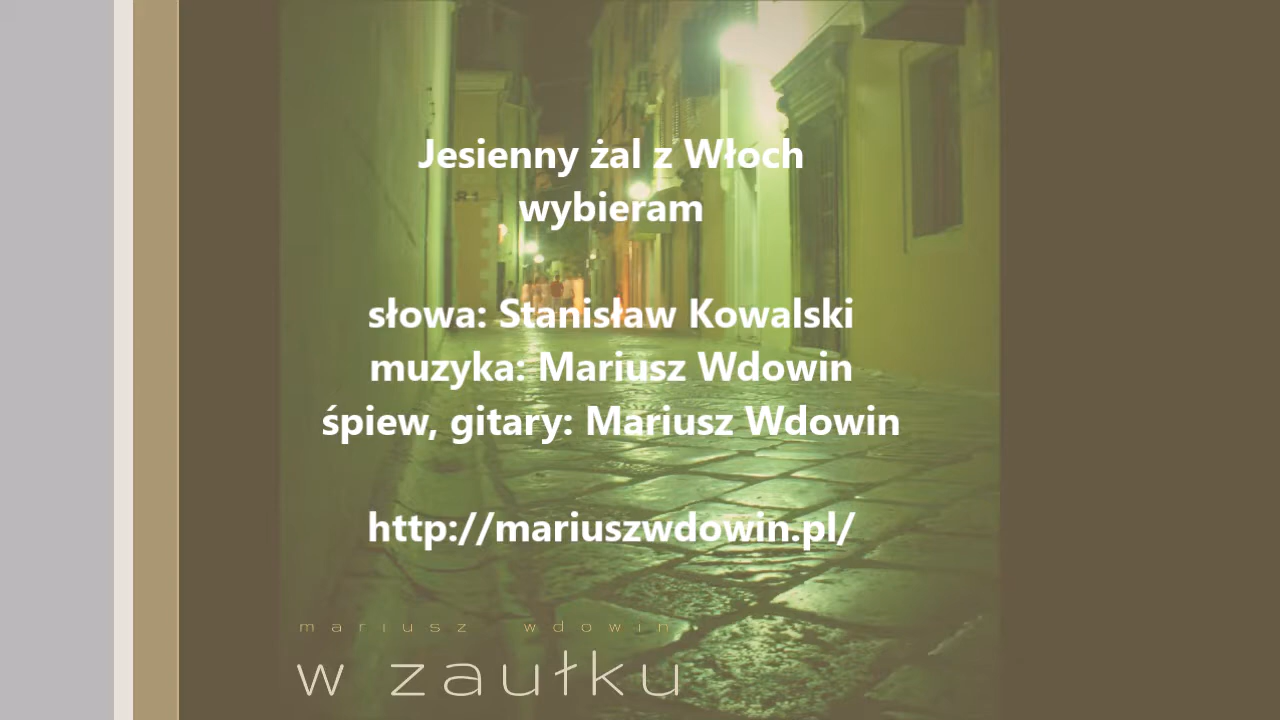 Jesienny żal z Włoch
wybieram
słowa: Stanisław Kowalski
muzyka: Mariusz Wdowin
śpiew, gitary: Mariusz Wdowin
http://mariuszwdowin.pl/
mariusz wdowin
w zaułku